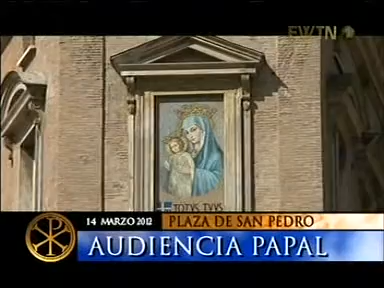 EWTN
TOTVS TVVS
14 MARZO 2012 PLAZA DE SAN PEDRO
AUDIENCIA PAPAL